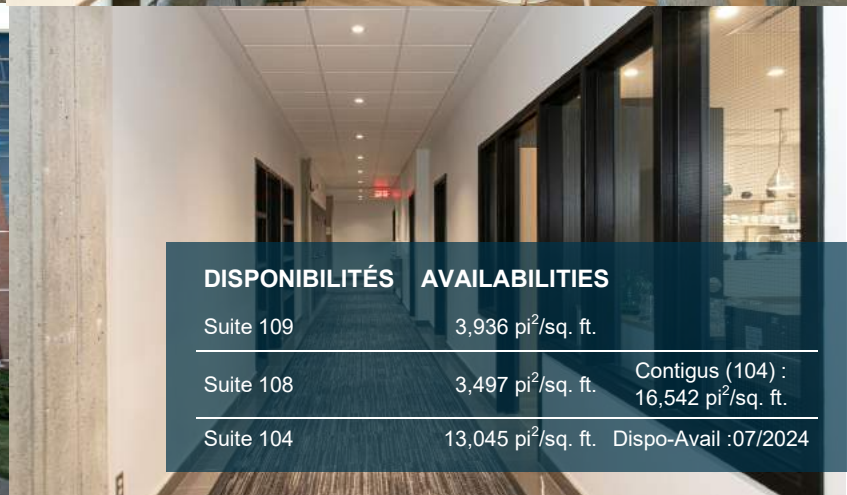 DISPONIBILITÉS AVAILABILITIES
Suite 109 3,936 pi²/sq. ft.
Suite 108 3,497 pi²/sq. ft. Contigus (104) :
16,542 pi²/sq. ft.
Suite 104 13,045 pi²/sq. ft. Dispo-Avail :07/2024